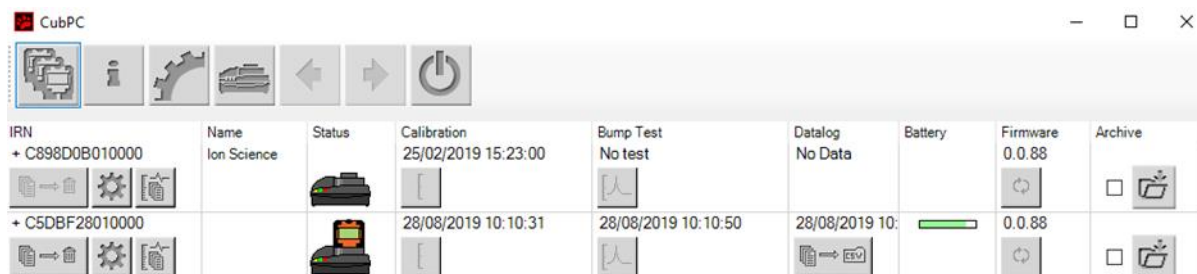 CubPC
IRN Name Status Calibration Bump Test Datalog Battery Firmware Archive
+ C898D0B010000 Ion Science 25/02/2019 15:23:00 No test No Data 0.0.88
+ C5DBF28010000 28/08/2019 10:10:31 28/08/2019 10:10:50 28/08/2019 10: 0.0.88
CSV